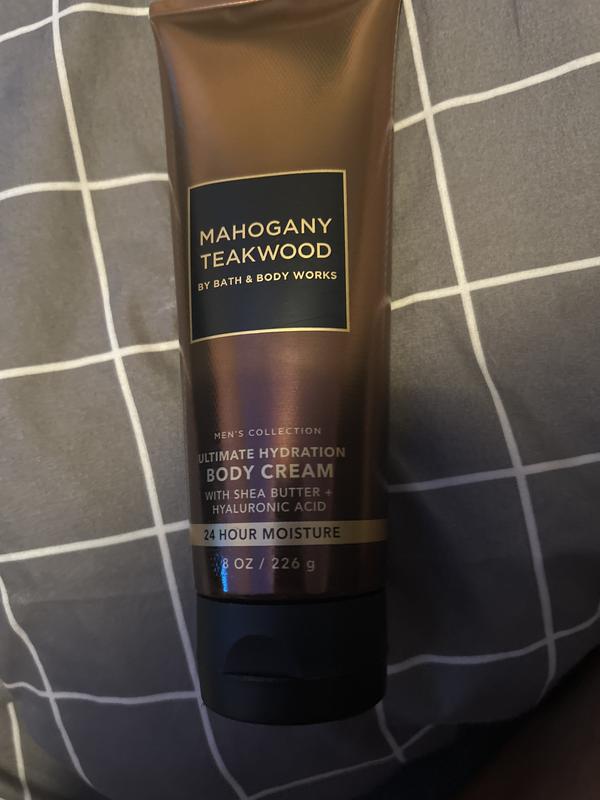 MAHOGANY
TEAKWOOD
BY BATH & BODY WORKS
MEN'S COLLECTION
ULTIMATE HYDRATION
BODY CREAM
WITH SHEA BUTTER +
HYALURONIC ACID
24 HOUR MOISTURE
8 OZ / 226 g